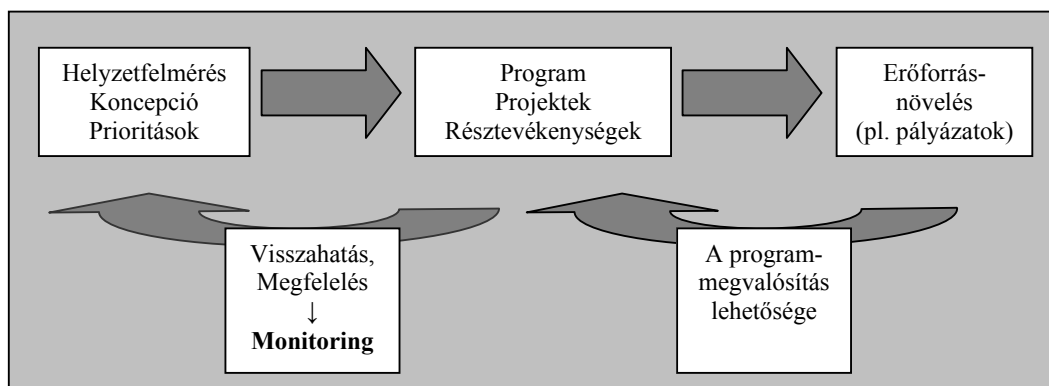 Helyzetfelmérés
Koncepció
Prioritások
Program
Projektek
Résztevékenységek
Erőforrás-
növelés
(pl. pályázatok)
Visszahatás,
Megfelelés
↓
Monitoring
A program-
megvalósítás
lehetősége